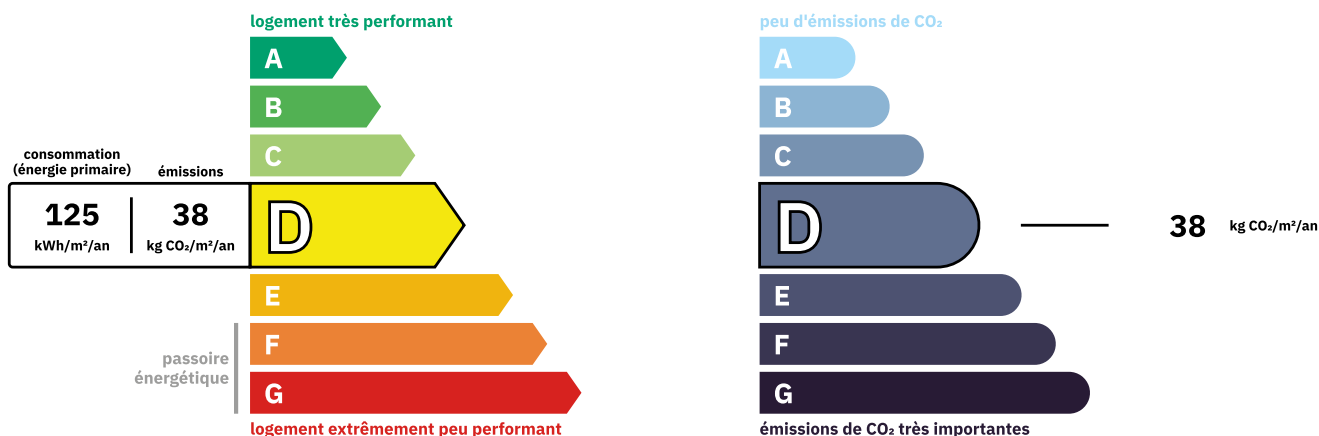 logement très performant
A
B
C
consommation
(énergie primaire)
émissions
125
kWh/m²/an
38
kg CO₂/m²/an
D
E
F
G
passoire
énergétique
logement extrêmement peu performant
peu d'émissions de CO₂
A
B
C
D
38 kg CO₂/m²/an
E
F
G
émissions de CO₂ très importantes